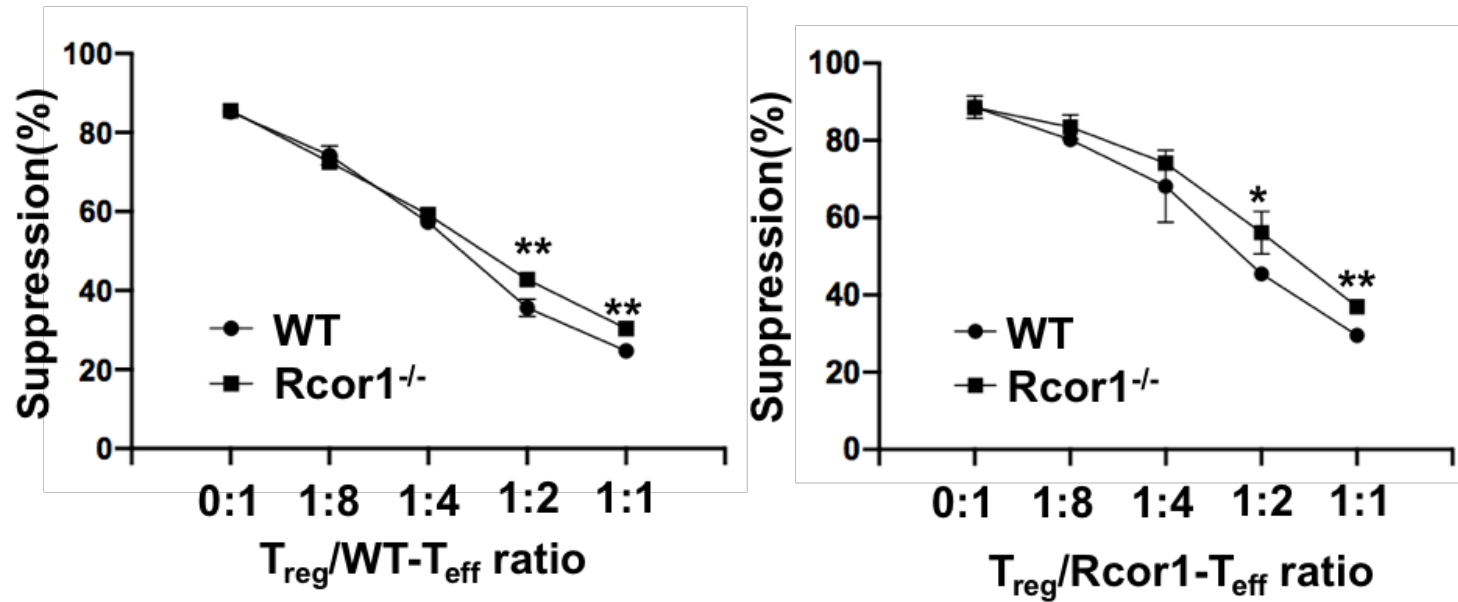 100
80
60
40
20
0
Suppression(%)
**
**
WT
Rcor1-/-
0:1 1:8 1:4 1:2 1:1
Treg/WT-Teff ratio
100
80
60
40
20
0
Suppression(%)
*
**
WT
Rcor1-/-
0:1 1:8 1:4 1:2 1:1
Treg/Rcor1-Teff ratio